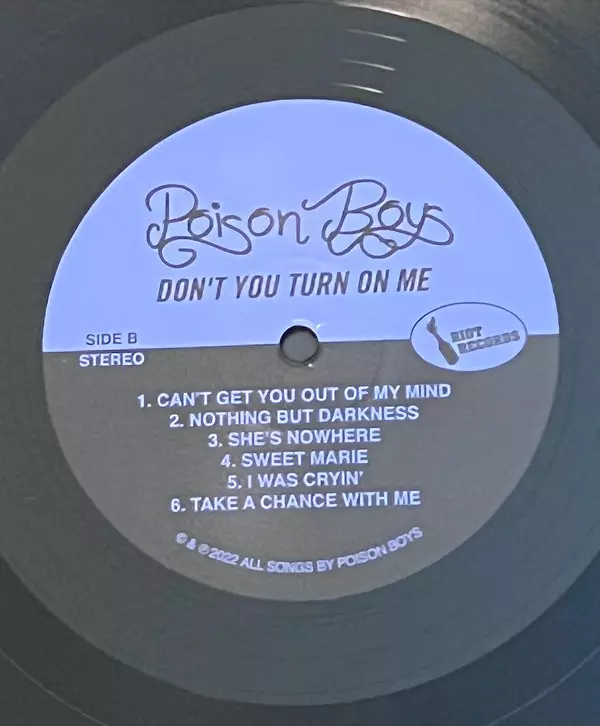 Poison Boys
DON'T YOU TURN ON ME
SIDE B
STEREO
RIOT
RECORDS
1. CAN'T GET YOU OUT OF MY MIND
2. NOTHING BUT DARKNESS
3. SHE'S NOWHERE
4. SWEET MARIE
5. I WAS CRYIN'
6. TAKE A CHANCE WITH ME
© & ℗ 2022 ALL SONGS BY POISON BOYS